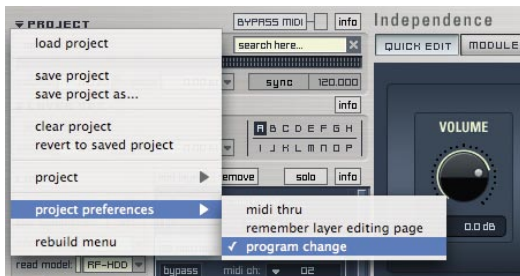 PROJECT
BYPASS MIDI
info
Independence
load project
search here...
QUICK EDIT
MODULE
save project
save project as...
sync
120.000
info
clear project
revert to saved project
A B C D E F G H
I J K L M N O P
VOLUME
project
emove
solo
info
project preferences
midi thru
0.0 dB
remember layer editing page
rebuild menu
✓ program change
read model:
RF-HDD
bypass
midi ch:
02